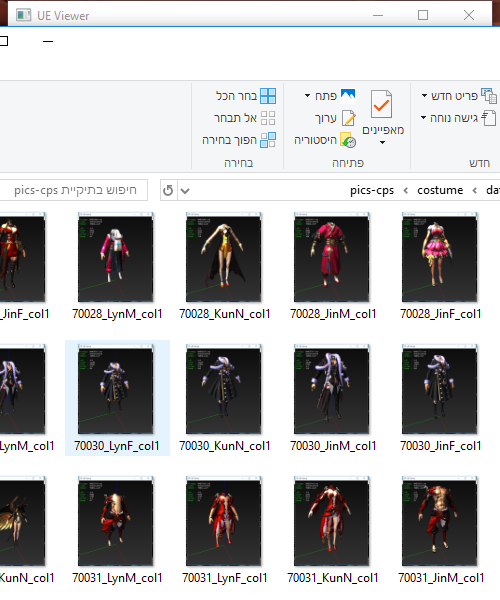 UE Viewer
פריט חדש
גישה נוחה
חדש
מאפיינים
פתח
ערוך
היסטוריה
פתיחה
בחר הכל
אל תבחר
הפוך בחירה
בחירה
da
costume
pics-cps
חיפוש בתיקיית pics-cps
_JinF_col1
70028_LynM_col1
70028_KunN_col1
70028_JinM_col1
70028_JinF_col1
LynM_col1
70030_LynF_col1
70030_KunN_col1
70030_JinM_col1
70030_JinF_col1
KunN_col1
70031_LynM_col1
70031_LynF_col1
70031_KunN_col1
70031_JinM_col1